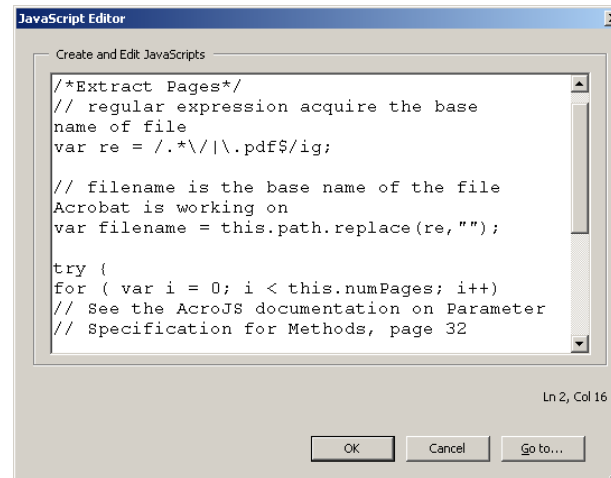 JavaScript Editor
Create and Edit JavaScripts
/*Extract Pages*/
// regular expression acquire the base
name of file
var re = /.*\/|\.pdf$/ig;
// filename is the base name of the file
Acrobat is working on
var filename = this.path.replace(re,"");
try {
for ( var i = 0; i < this.numPages; i++)
// See the AcroJS documentation on Parameter
// Specification for Methods, page 32
Ln 2, Col 16
OK
Cancel
Go to...